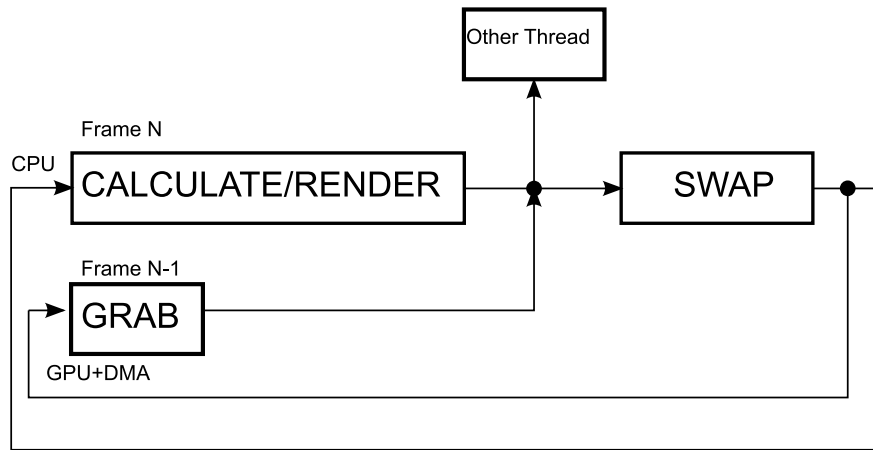 Other Thread
Frame N
CPU
CALCULATE/RENDER
SWAP
Frame N-1
GRAB
GPU+DMA